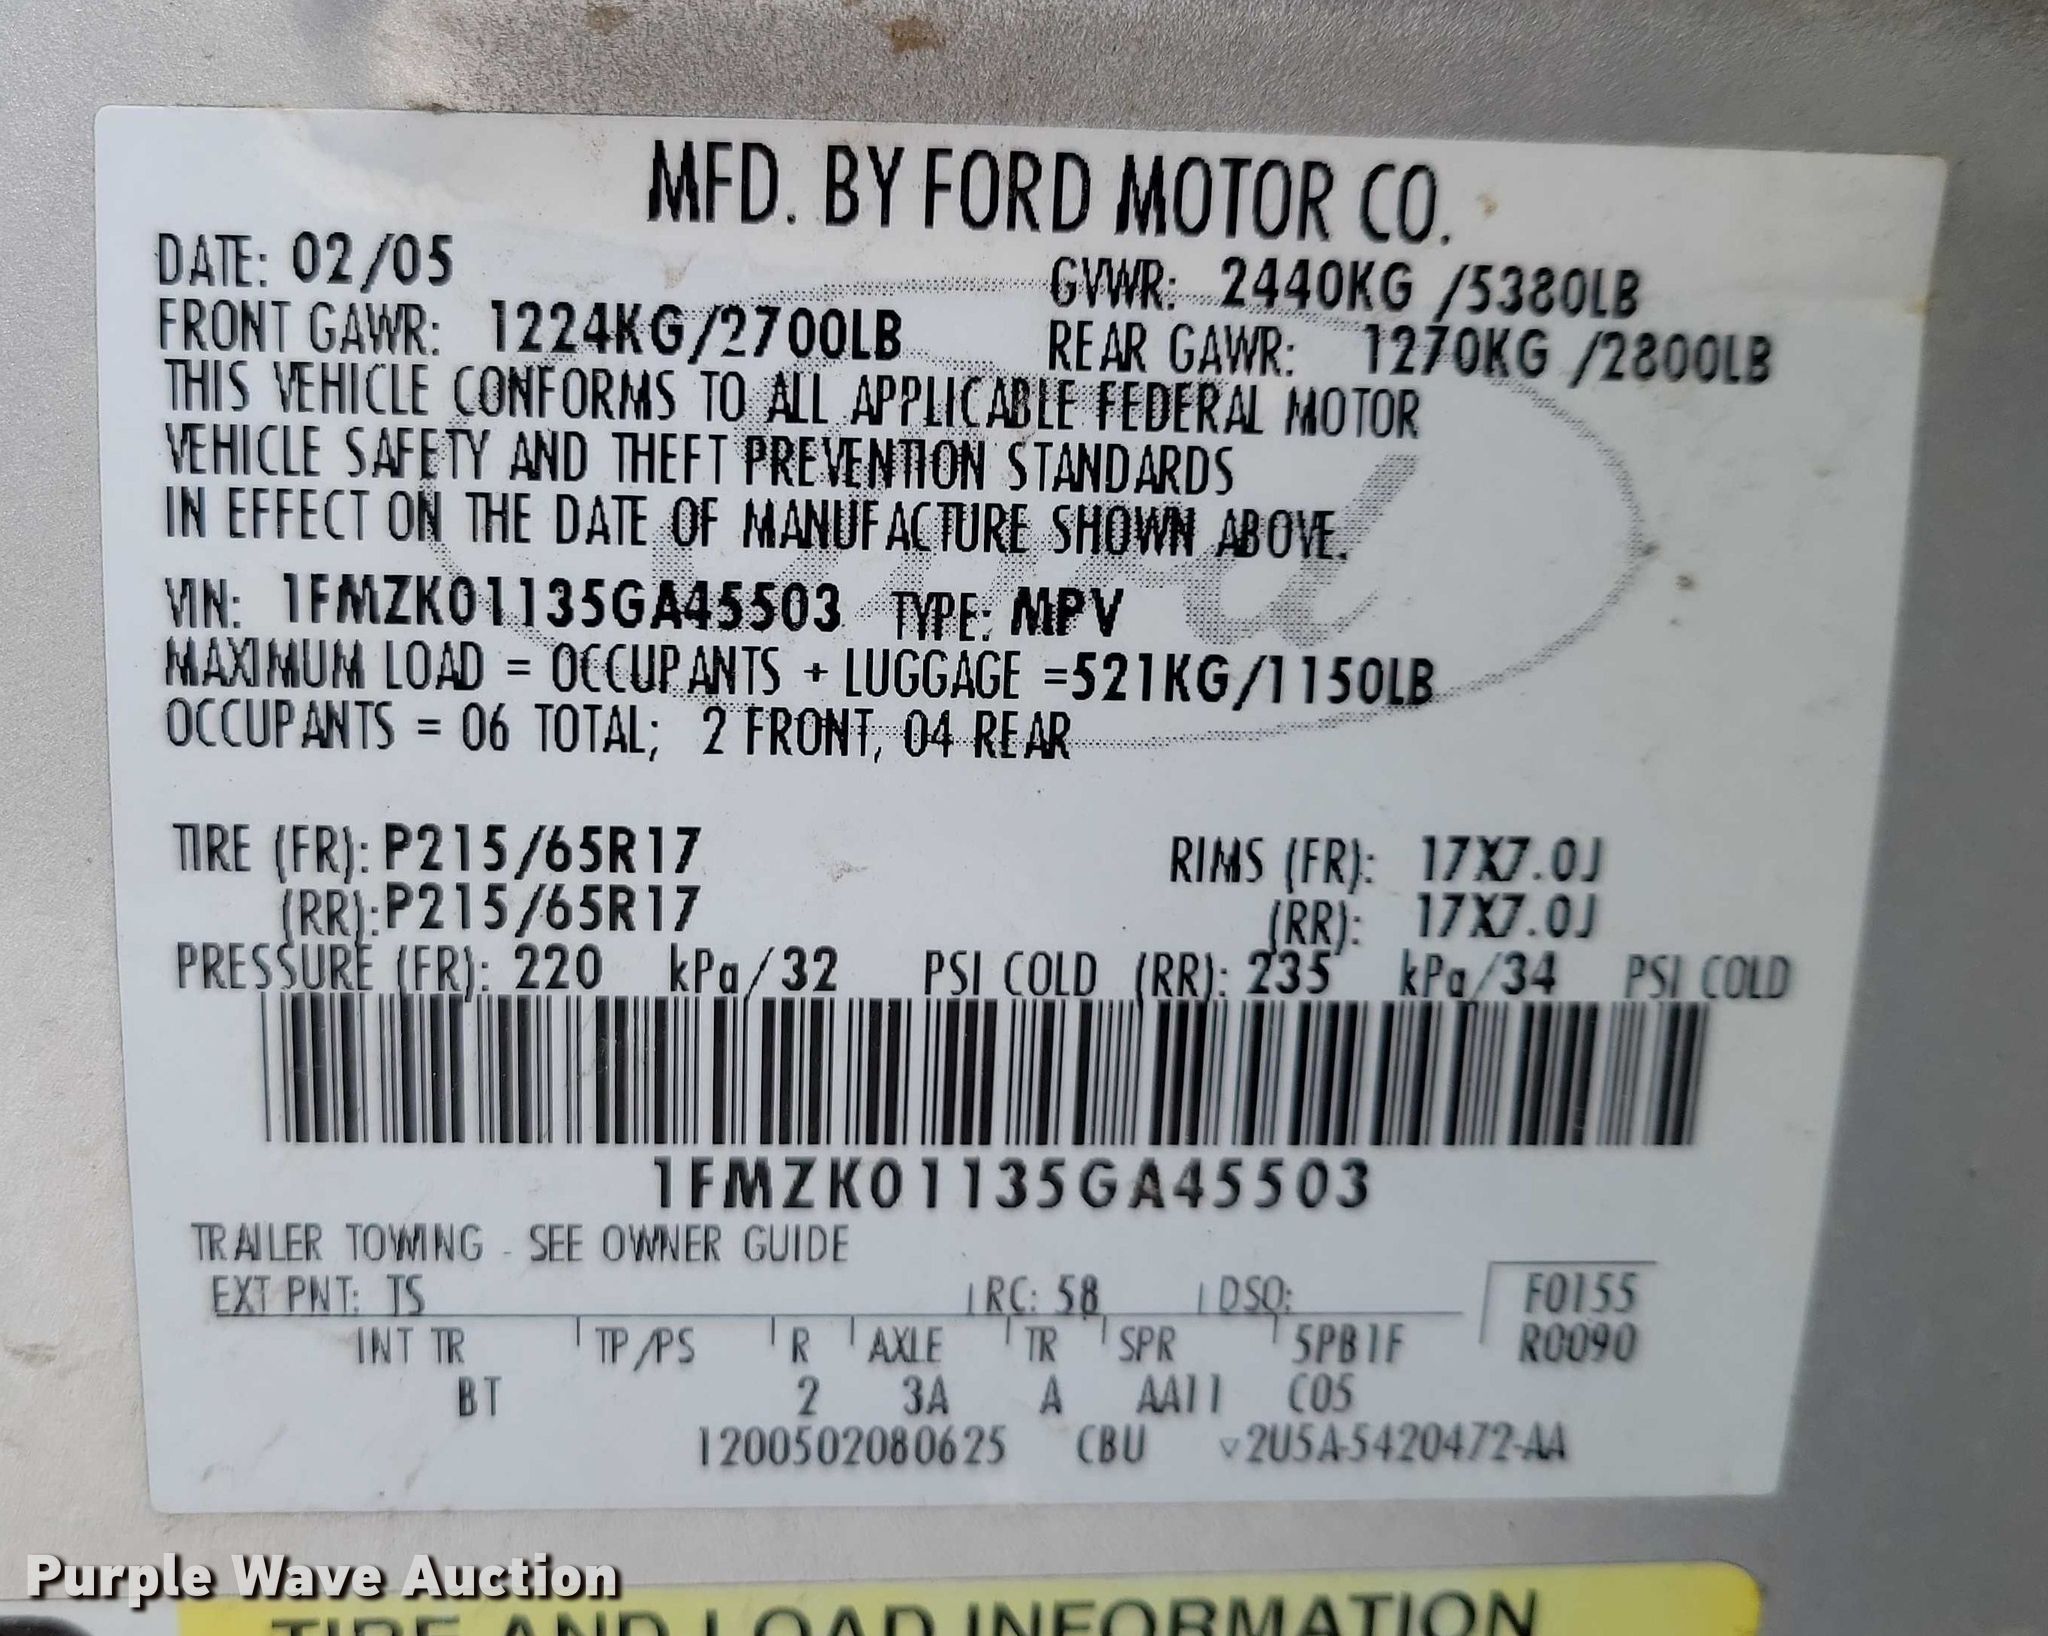 MFD. BY FORD MOTOR CO.
DATE: 02/05 GVWR: 2440KG /5380LB
FRONT GAWR: 1224KG/2700LB REAR GAWR: 1270KG /2800LB
THIS VEHICLE CONFORMS TO ALL APPLICABLE FEDERAL MOTOR
VEHICLE SAFETY AND THEFT PREVENTION STANDARDS
IN EFFECT ON THE DATE OF MANUFACTURE SHOWN ABOVE.
VIN: 1FMZK01135GA45503 TYPE: MPV
MAXIMUM LOAD = OCCUPANTS + LUGGAGE =521KG/1150LB
OCCUPANTS = 06 TOTAL; 2 FRONT, 04 REAR
TIRE (FR): P215/65R17 RIMS (FR): 17X7.0J
(RR): P215/65R17 (RR): 17X7.0J
PRESSURE (FR): 220 kPa/32 PSI COLD (RR): 235 kPa/34 PSI COLD
1FMZK01135GA45503
TRAILER TOWING - SEE OWNER GUIDE
EXT PNT: TS RC: 58 DSO: F0155
INT TR TP/PS R AXLE TR SPR 5PB1F R0090
BT 2 3A A AA11 C05
1200502080625 CBU ▽2U5A-5420472-AA
Purple Wave Auction
TIRE AND LOAD INFORMATION